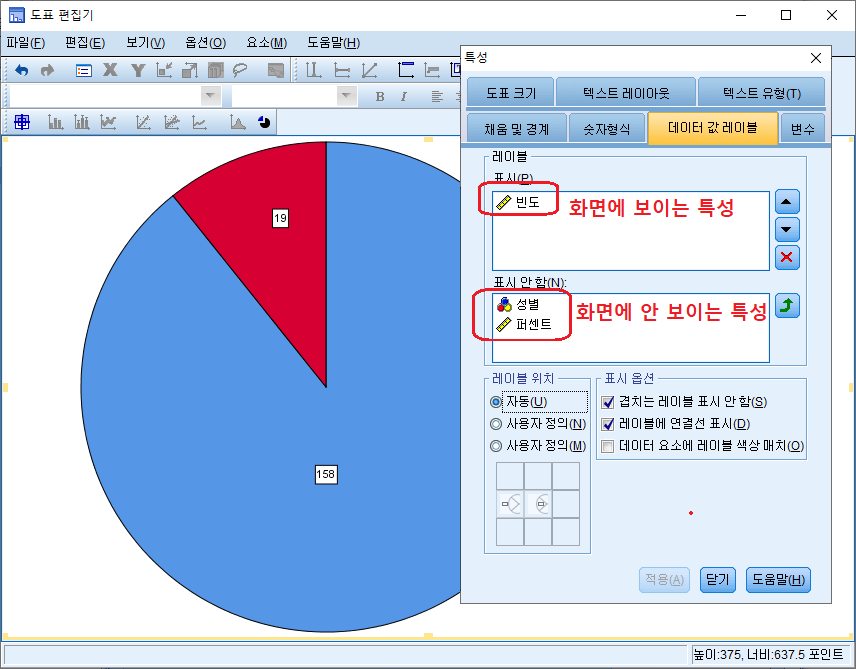 도표 편집기
파일(F) 편집(E) 보기(V) 옵션(O) 요소(M) 도움말(H)
X Y
B I
19
158
특성
도표 크기 텍스트 레이아웃 텍스트 유형(T)
채움 및 경계 숫자형식 데이터 값 레이블 변수
레이블
표시(P)
빈도
화면에 보이는 특성
표시 안 함(N):
성별
퍼센트
화면에 안 보이는 특성
레이블 위치
자동(U)
사용자 정의(N)
사용자 정의(M)
표시 옵션
겹치는 레이블 표시 안 함(S)
레이블에 연결선 표시(D)
데이터 요소에 레이블 색상 매치(O)
적용(A) 닫기 도움말(H)
높이:375, 너비:637.5 포인트